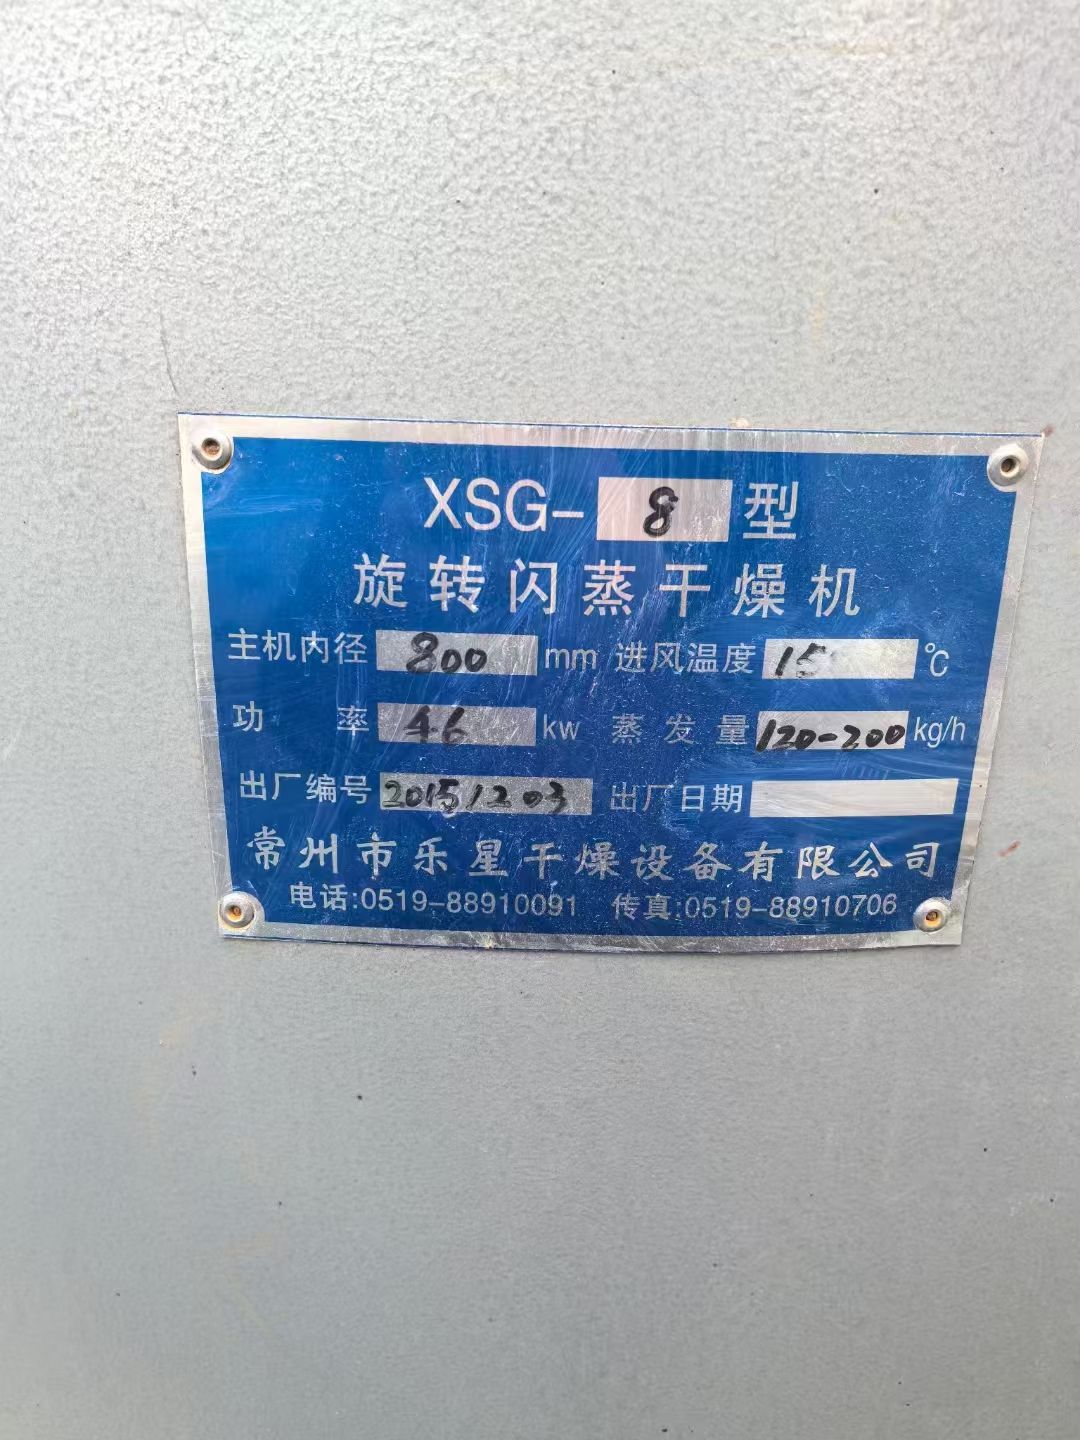 XSG-8型
旋转闪蒸干燥机
主机内径 800 mm 进风温度 ℃
功率 4.6 kw 蒸发量 120-200 kg/h
出厂编号 20151203 出厂日期
常州市乐星干燥设备有限公司
电话:0519-88910091 传真:0519-88910706